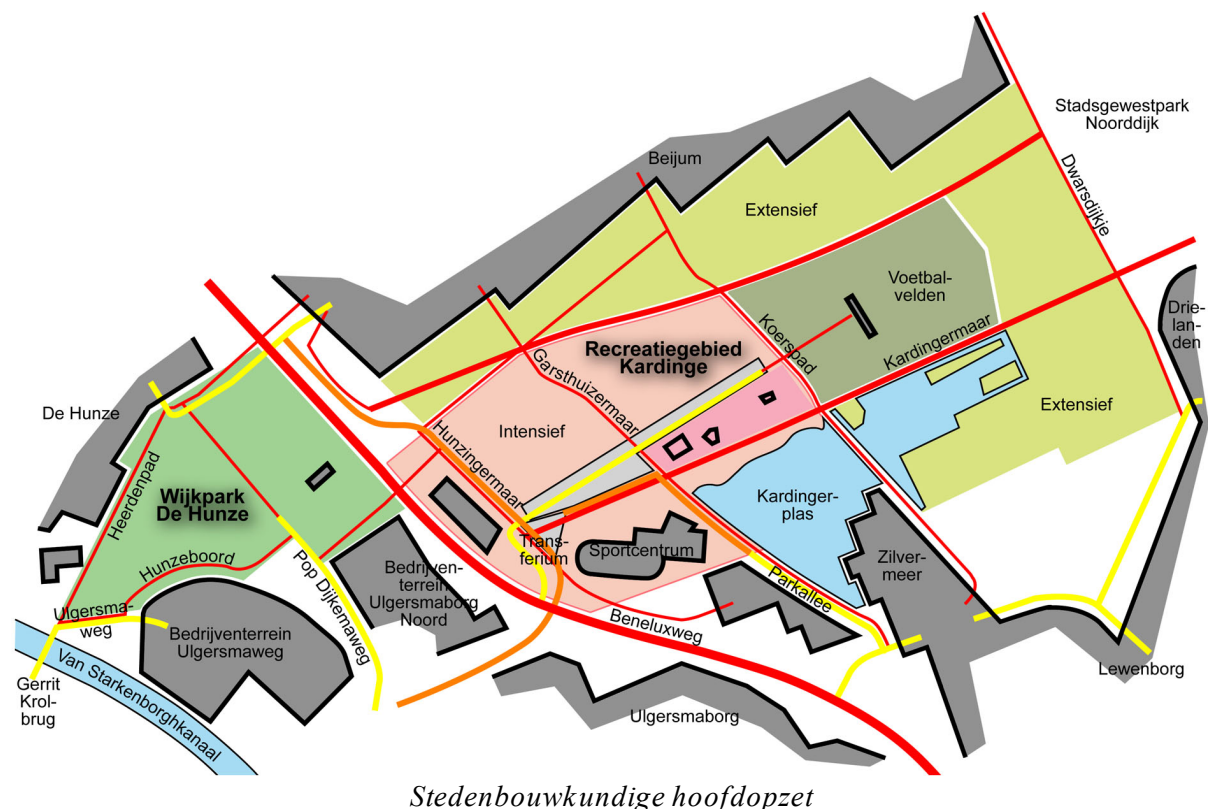 Stadsgewestpark
Noorddijk
Beijum
Dwarsdijkje
Extensief
Voetbal-
velden
Drie-
lan-
den
Koerspad
Kardingermaar
Recreatiegebied
Kardinge
Garsthuizermaar
De Hunze
Extensief
Intensief
Hunzingermaar
Heerdenpad
Wijkpark
De Hunze
Kardinger-
plas
Trans-
ferium
Sportcentrum
Zilver-
meer
Hunzeboord
Pop Dijkemaweg
Bedrijven-
terrein
Ulgersmaborg
Noord
Parkallee
Ulgersma-
weg
Beneluxweg
Bedrijventerrein
Ulgersmaweg
Lewenborg
Gerrit
Krol-
brug
Van Starkenborghkanaal
Ulgersmaborg
Stedenbouwkundige hoofdopzet